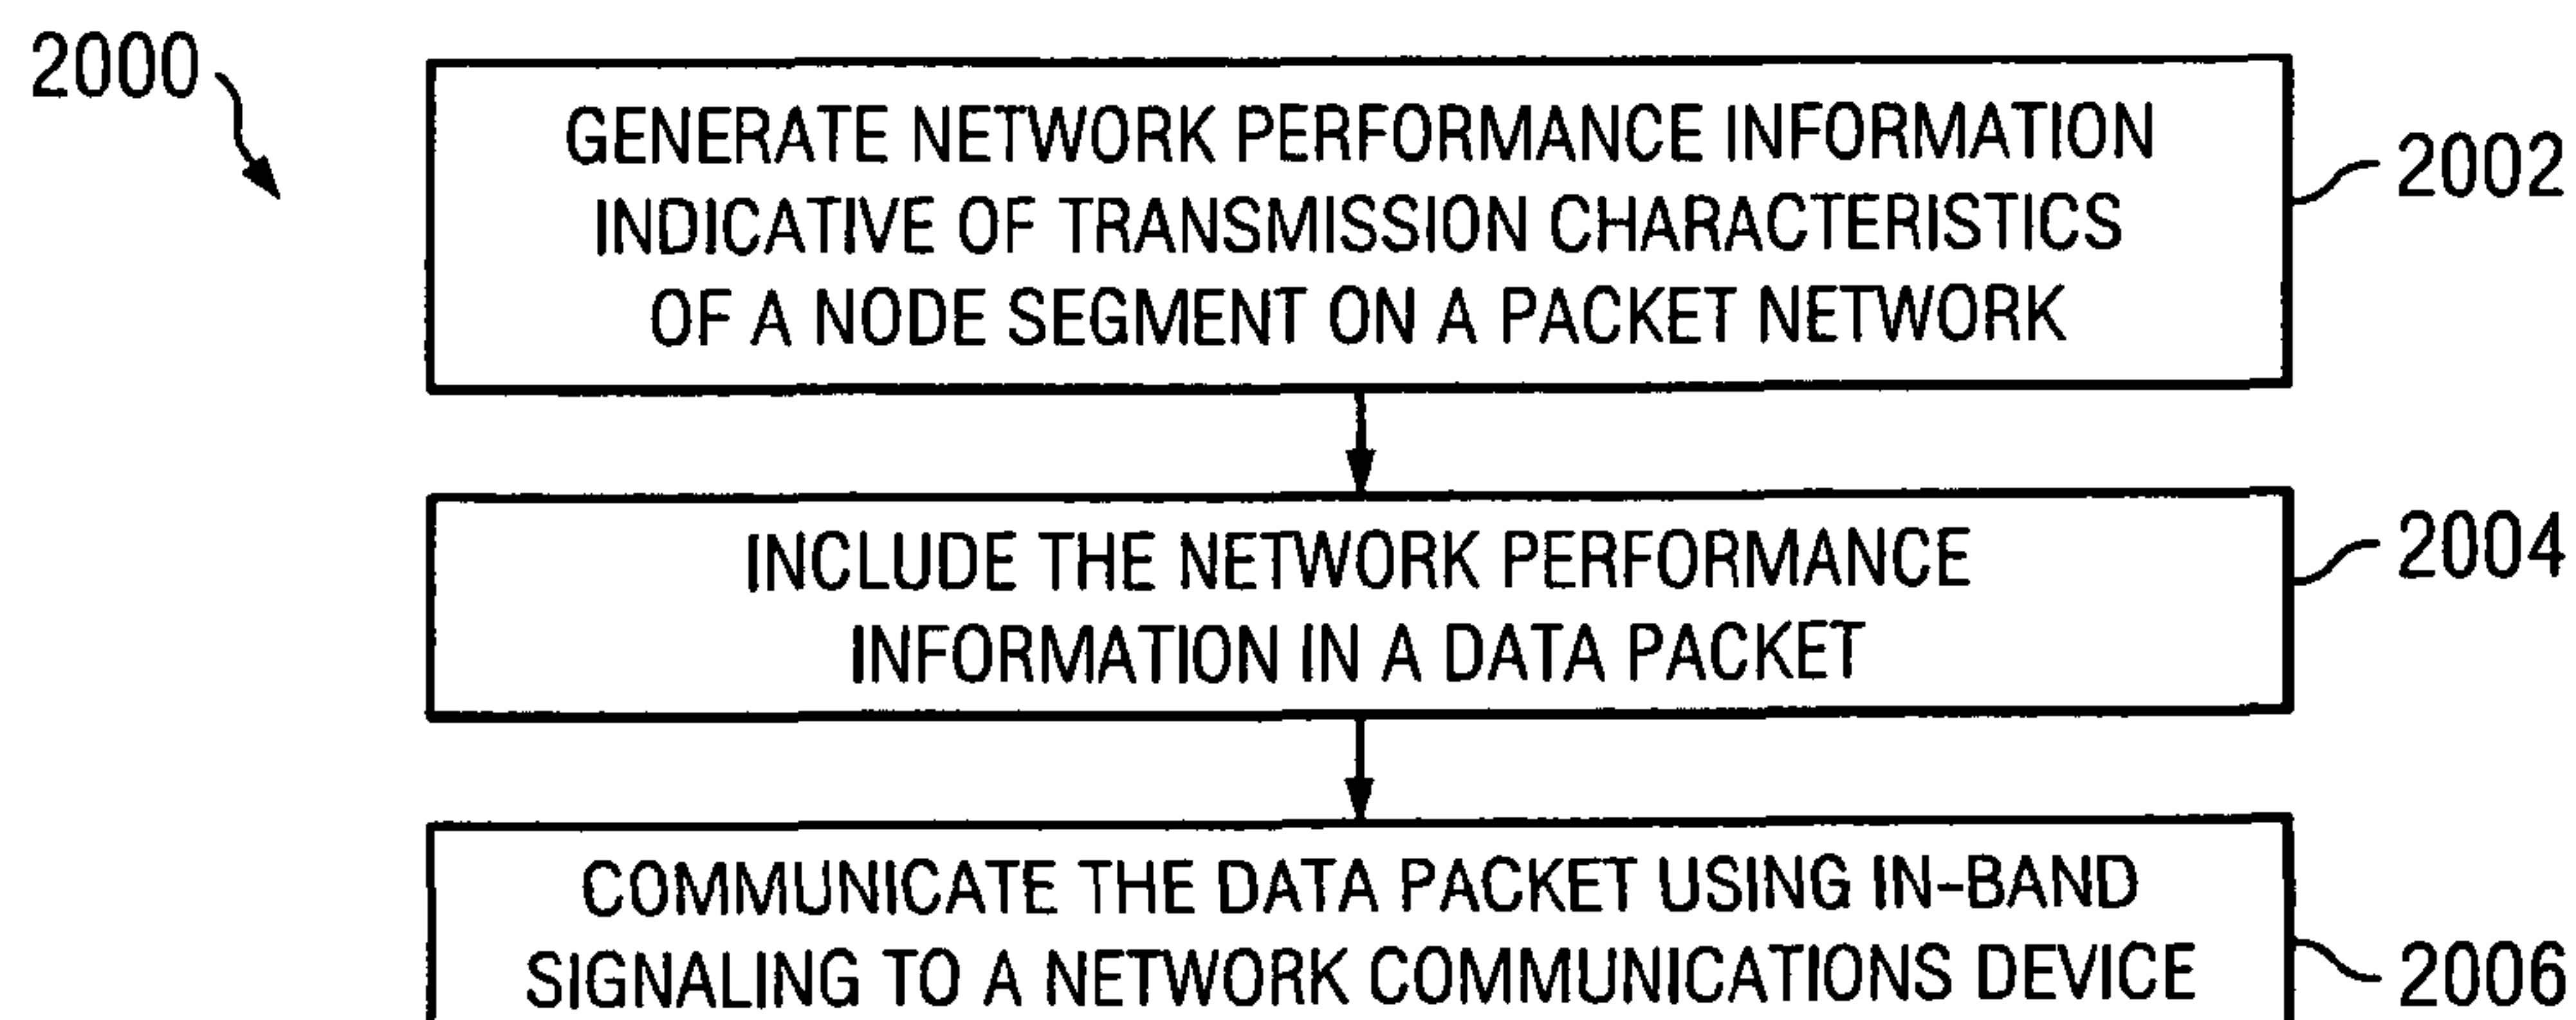 2000
GENERATE NETWORK PERFORMANCE INFORMATION
INDICATIVE OF TRANSMISSION CHARACTERISTICS
OF A NODE SEGMENT ON A PACKET NETWORK
2002
INCLUDE THE NETWORK PERFORMANCE
INFORMATION IN A DATA PACKET
2004
COMMUNICATE THE DATA PACKET USING IN-BAND
SIGNALING TO A NETWORK COMMUNICATIONS DEVICE
2006